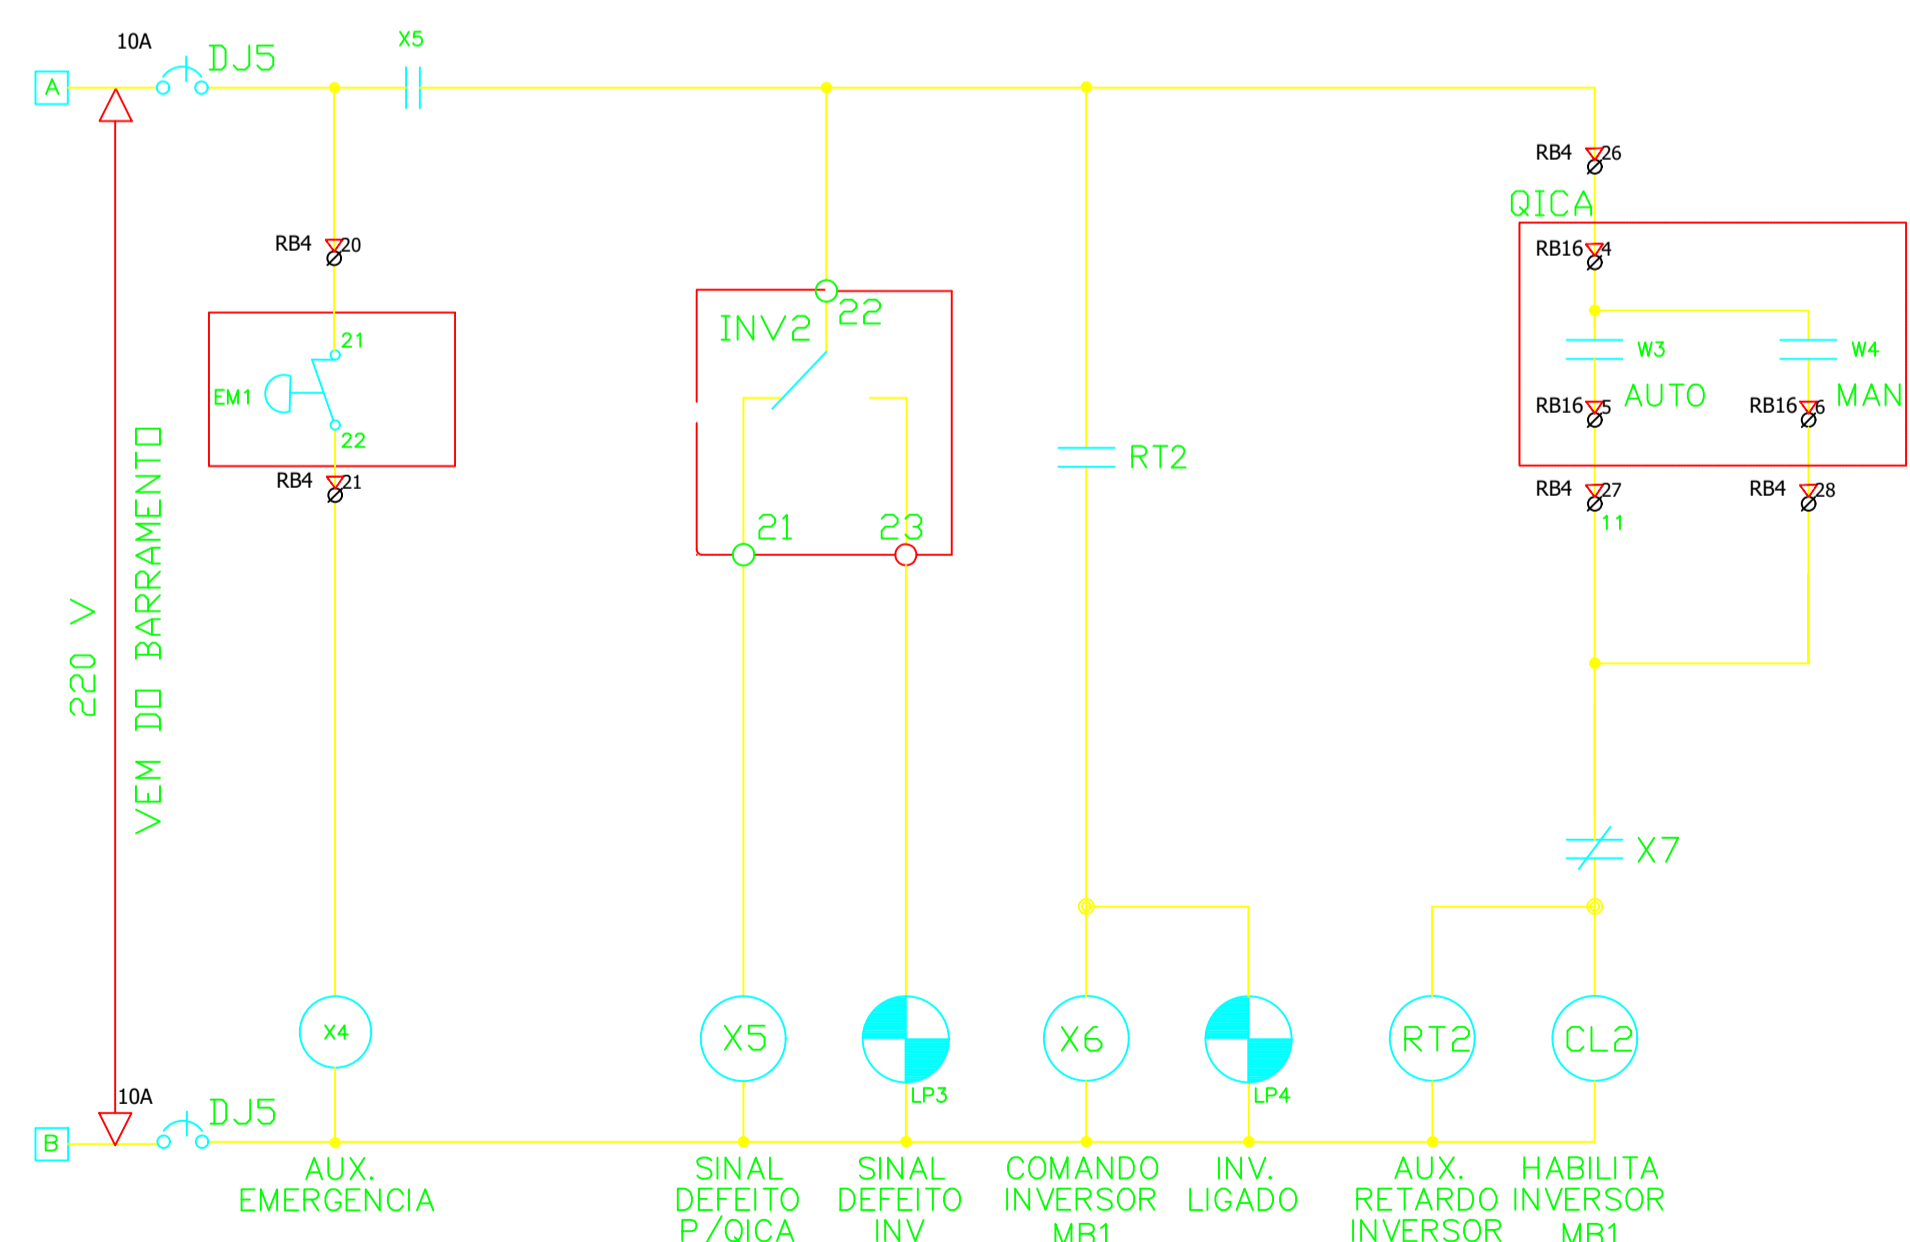 10A
DJ5
X5
A
RB4 26
QICA
RB4 20
RB16 4
22
INV2
21
EM1
22
W3
W4
AUTO
MAN
RB16 5
RB16 6
RT2
RB4 21
RB4 27
RB4 28
11
21
23
220 V
VEM DO BARRAMENTO
X7
X4
X5
X6
RT2
CL2
LP3
LP4
10A
DJ5
B
AUX.
EMERGENCIA
SINAL
DEFEITO
P/QICA
SINAL
DEFEITO
INV
COMANDO
INVERSOR
MB1
INV.
LIGADO
AUX.
RETARDO
INVERSOR
HABILITA
INVERSOR
MB1